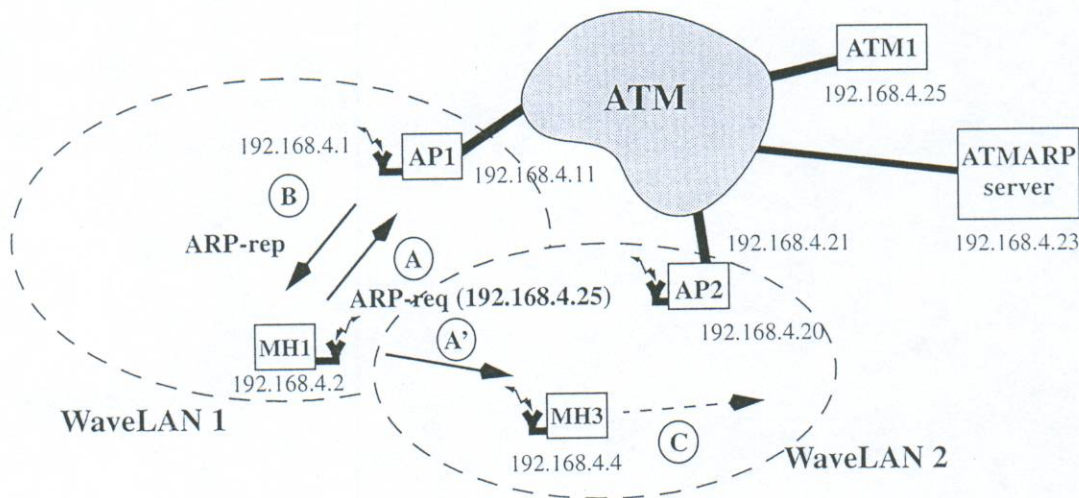 ATM1
192.168.4.25
ATM
192.168.4.1
AP1
192.168.4.11
ATMARP
server
192.168.4.23
B
ARP-rep
A
192.168.4.21
AP2
192.168.4.20
ARP-req (192.168.4.25)
MH1
192.168.4.2
A'
WaveLAN 1
MH3
192.168.4.4
C
WaveLAN 2